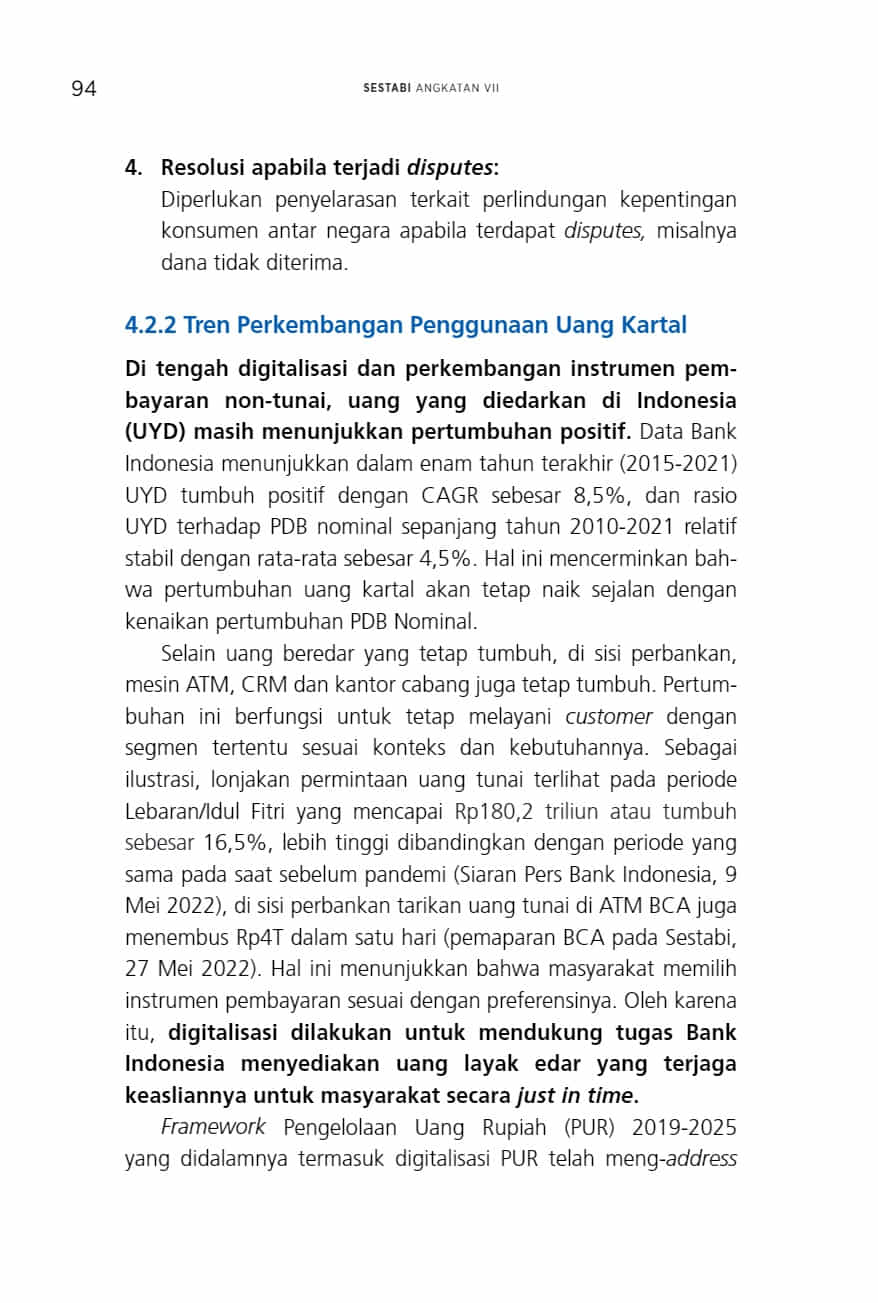 94
SESTABI ANGKATAN VII
4. Resolusi apabila terjadi disputes:
Diperlukan penyelarasan terkait perlindungan kepentingan
konsumen antar negara apabila terdapat disputes, misalnya
dana tidak diterima.
4.2.2 Tren Perkembangan Penggunaan Uang Kartal
Di tengah digitalisasi dan perkembangan instrumen pem-
bayaran non-tunai, uang yang diedarkan di Indonesia
(UYD) masih menunjukkan pertumbuhan positif. Data Bank
Indonesia menunjukkan dalam enam tahun terakhir (2015-2021)
UYD tumbuh positif dengan CAGR sebesar 8,5%, dan rasio
UYD terhadap PDB nominal sepanjang tahun 2010-2021 relatif
stabil dengan rata-rata sebesar 4,5%. Hal ini mencerminkan bah-
wa pertumbuhan uang kartal akan tetap naik sejalan dengan
kenaikan pertumbuhan PDB Nominal.
Selain uang beredar yang tetap tumbuh, di sisi perbankan,
mesin ATM, CRM dan kantor cabang juga tetap tumbuh. Pertum-
buhan ini berfungsi untuk tetap melayani customer dengan
segmen tertentu sesuai konteks dan kebutuhannya. Sebagai
ilustrasi, lonjakan permintaan uang tunai terlihat pada periode
Lebaran/Idul Fitri yang mencapai Rp180,2 triliun atau tumbuh
sebesar 16,5%, lebih tinggi dibandingkan dengan periode yang
sama pada saat sebelum pandemi (Siaran Pers Bank Indonesia, 9
Mei 2022), di sisi perbankan tarikan uang tunai di ATM BCA juga
menembus Rp4T dalam satu hari (pemaparan BCA pada Sestabi,
27 Mei 2022). Hal ini menunjukkan bahwa masyarakat memilih
instrumen pembayaran sesuai dengan preferensinya. Oleh karena
itu, digitalisasi dilakukan untuk mendukung tugas Bank
Indonesia menyediakan uang layak edar yang terjaga
keasliannya untuk masyarakat secara just in time.
Framework Pengelolaan Uang Rupiah (PUR) 2019-2025
yang didalamnya termasuk digitalisasi PUR telah meng-address